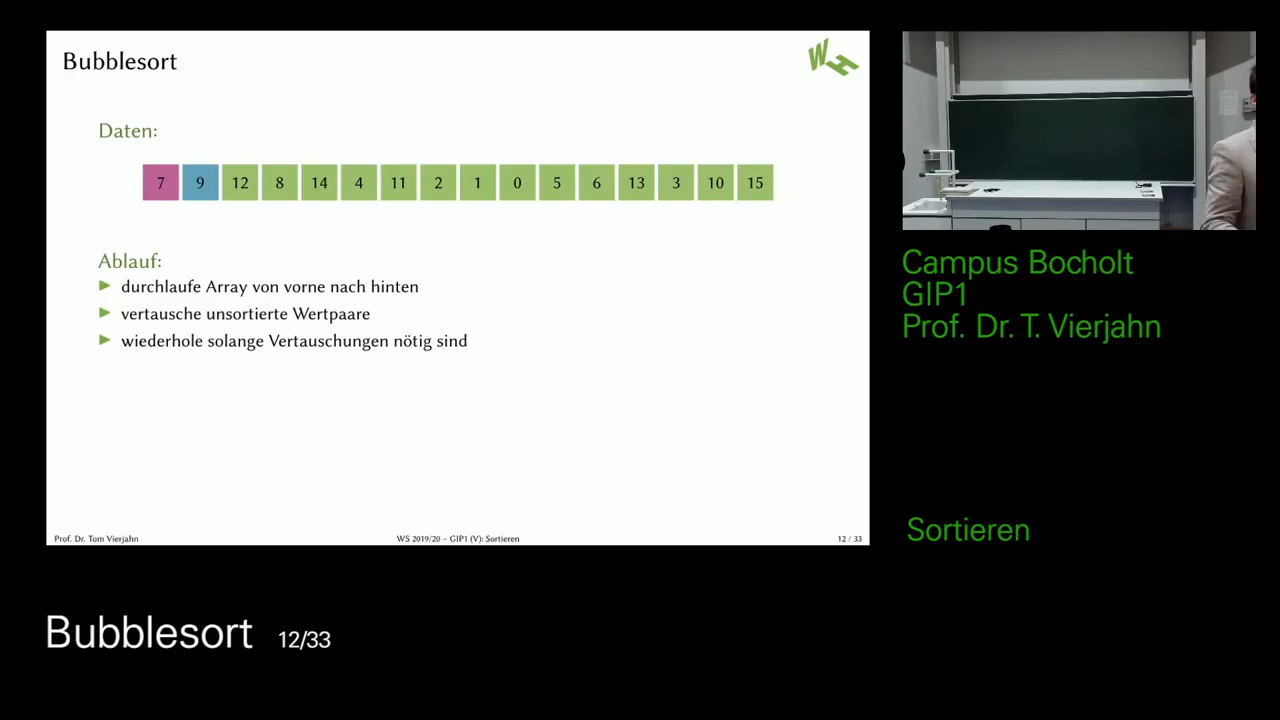 Bubblesort
WH
Daten:
7 9 12 8 14 4 11 2 1 0 5 6 13 3 10 15
Ablauf:
durchlaufe Array von vorne nach hinten
vertausche unsortierte Wertpaare
wiederhole solange Vertauschungen nötig sind
Prof. Dr. Tom Vierjahn
WS 2019/20 – GIP1 (V): Sortieren
12 / 33
Campus Bocholt
GIP1
Prof. Dr. T. Vierjahn
Sortieren
Bubblesort 12/33